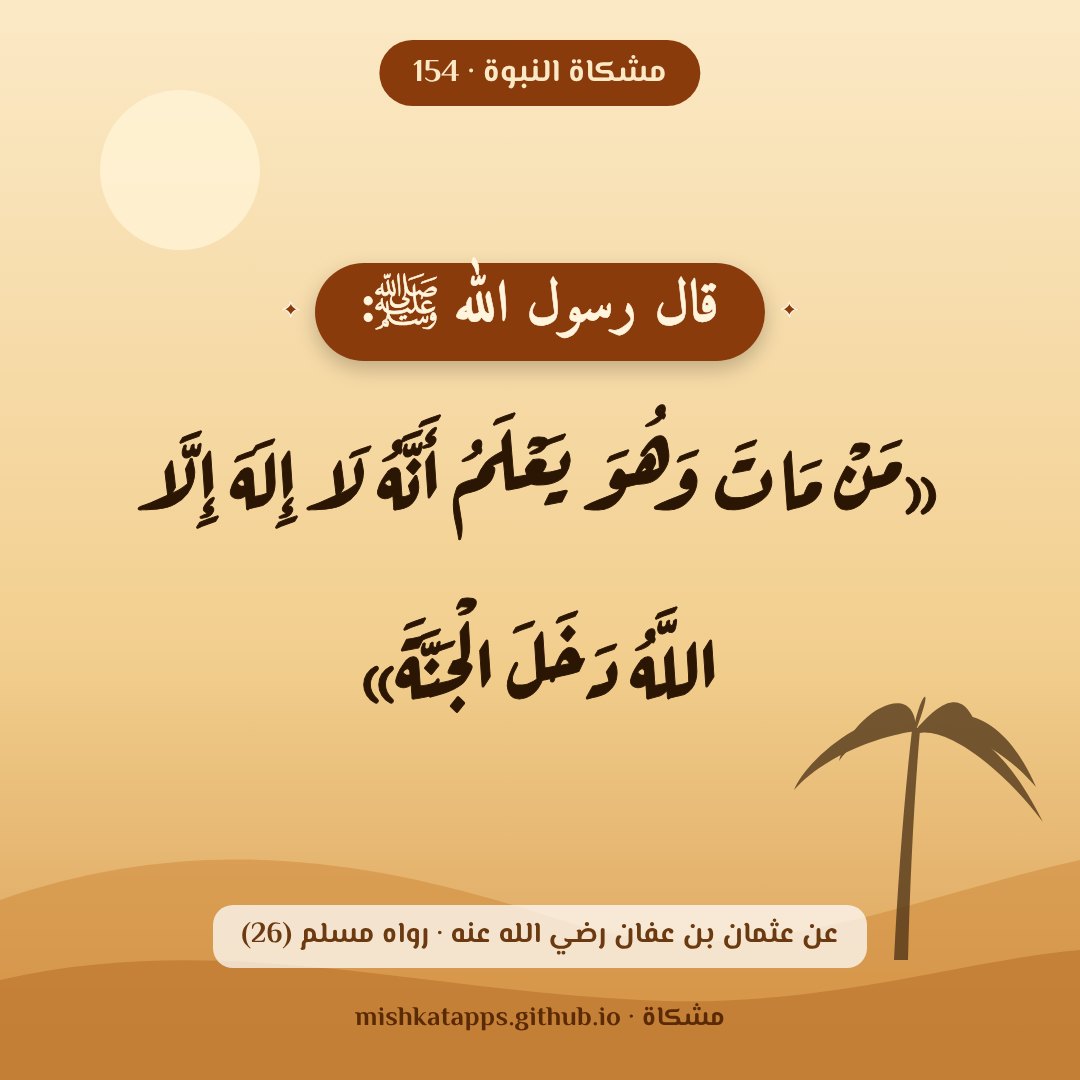 مشكاة النبوة · 154
قال رسول الله ﷺ:
«مَنْ مَاتَ وَهُوَ يَعْلَمُ أَنَّهُ لَا إِلَهَ إِلَّا
اللَّهُ دَخَلَ الْجَنَّةَ»
عن عثمان بن عفان رضي الله عنه · رواه مسلم (26)
مشكاة · mishkatapps.github.io